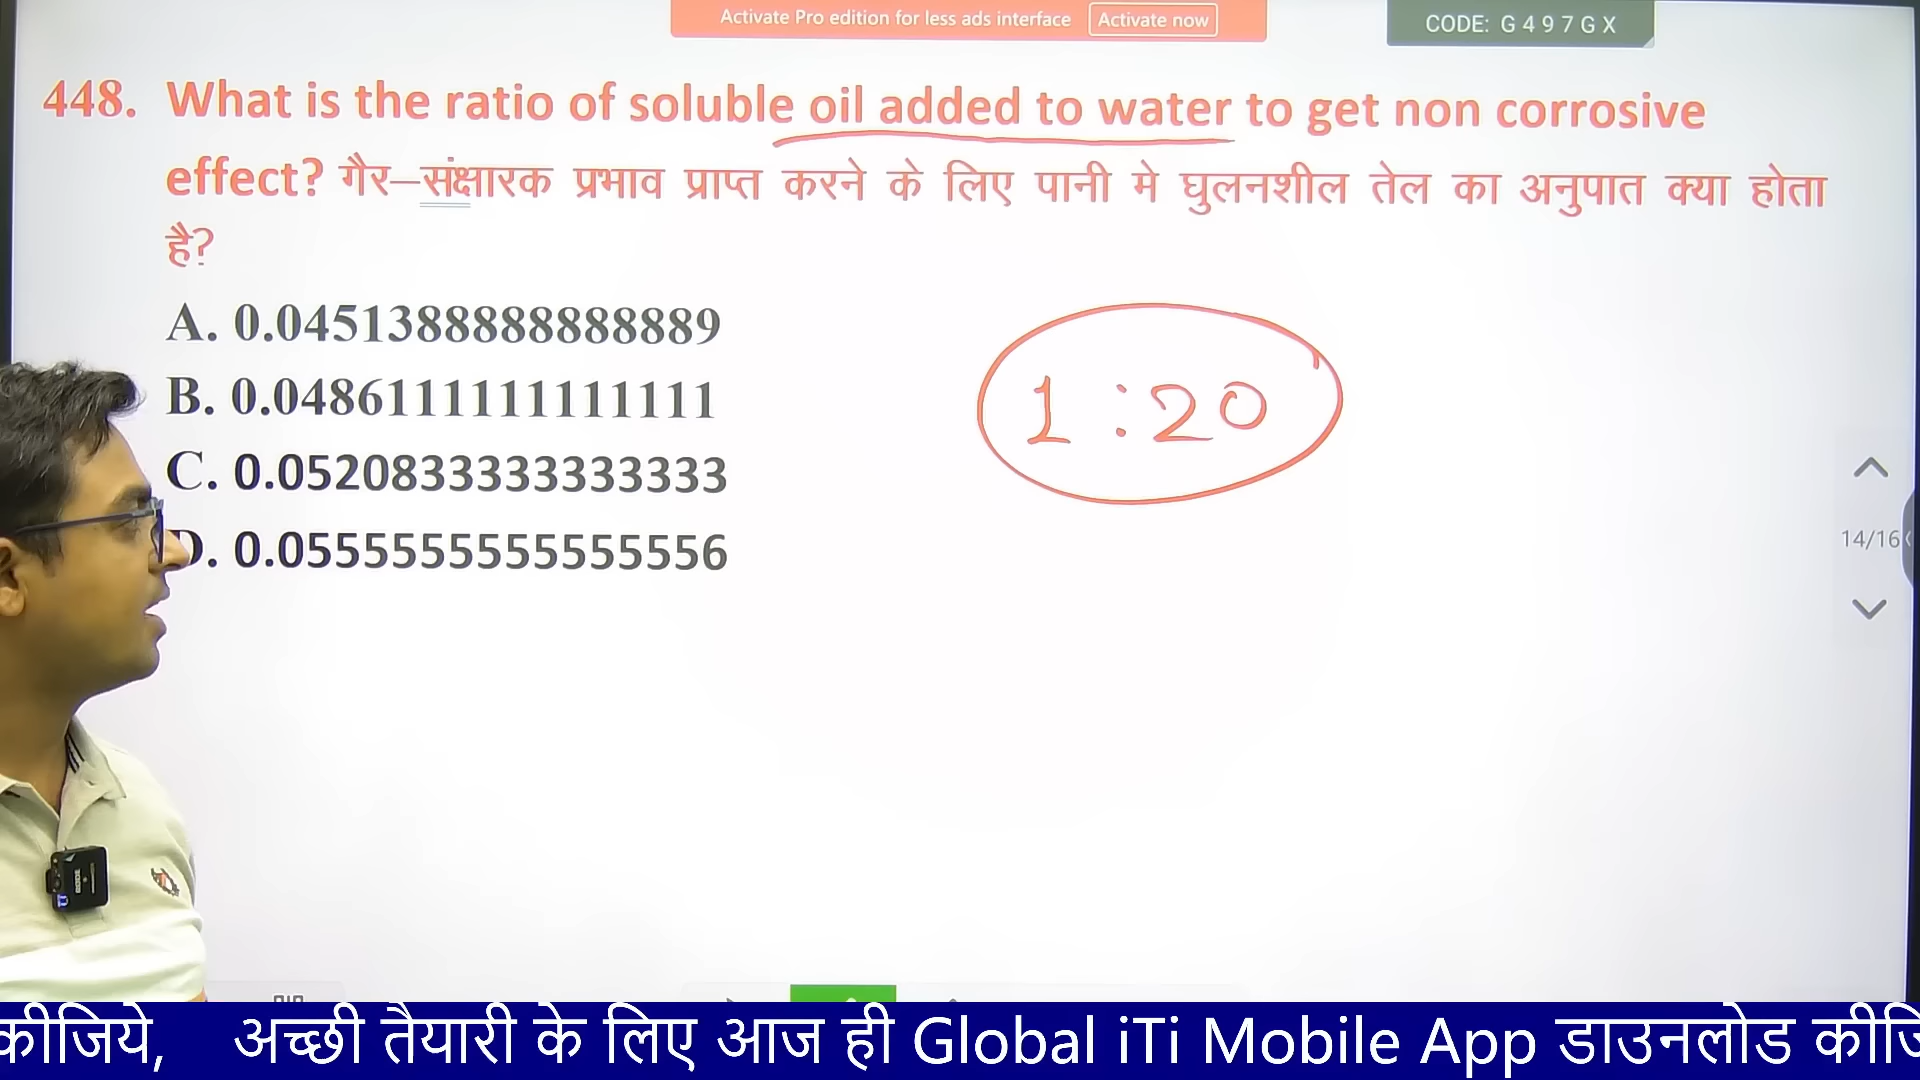 Activate Pro edition for less ads interface Activate now
CODE: G 4 9 7 G X
448. What is the ratio of soluble oil added to water to get non corrosive
effect? गैर–संक्षारक प्रभाव प्राप्त करने के लिए पानी मे घुलनशील तेल का अनुपात क्या होता
है?
A. 0.0451388888888889
B. 0.0486111111111111
C. 0.0520833333333333
D. 0.0555555555555556
1 : 20
14/16
कीजिये, अच्छी तैयारी के लिए आज ही Global iTi Mobile App डाउनलोड